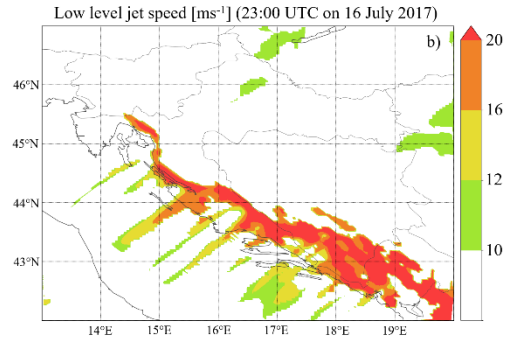 Low level jet speed [ms⁻¹] (23:00 UTC on 16 July 2017)
b)
20
16
12
10
46°N
45°N
44°N
43°N
14°E 15°E 16°E 17°E 18°E 19°E